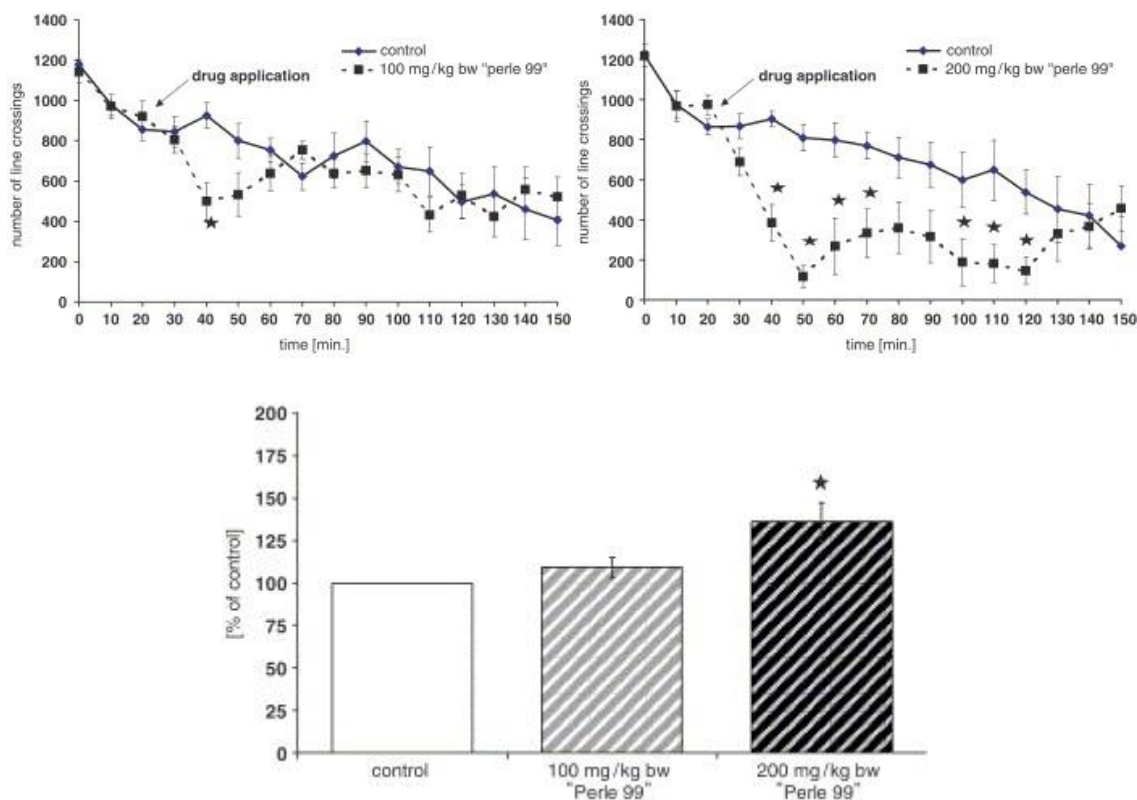 1400
1200
1000
800
600
400
200
0
number of line crossings
control
100 mg/kg bw "perle 99"
drug application
0 10 20 30 40 50 60 70 80 90 100 110 120 130 140 150
time [min.]
1400
1200
1000
800
600
400
200
0
number of line crossings
control
200 mg/kg bw "perle 99"
drug application
0 10 20 30 40 50 60 70 80 90 100 110 120 130 140 150
time [min.]
200
175
150
125
100
75
50
25
0
[% of control]
control
100 mg/kg bw
"Perle 99"
200 mg/kg bw
"Perle 99"